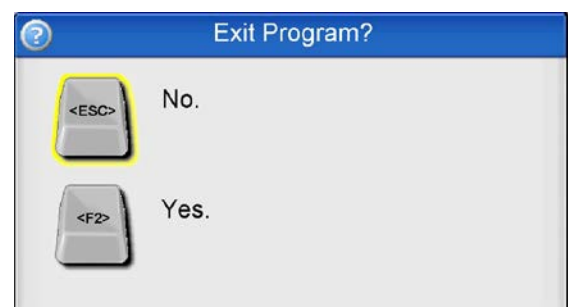 Exit Program?
<ESC> No.
<F2> Yes.